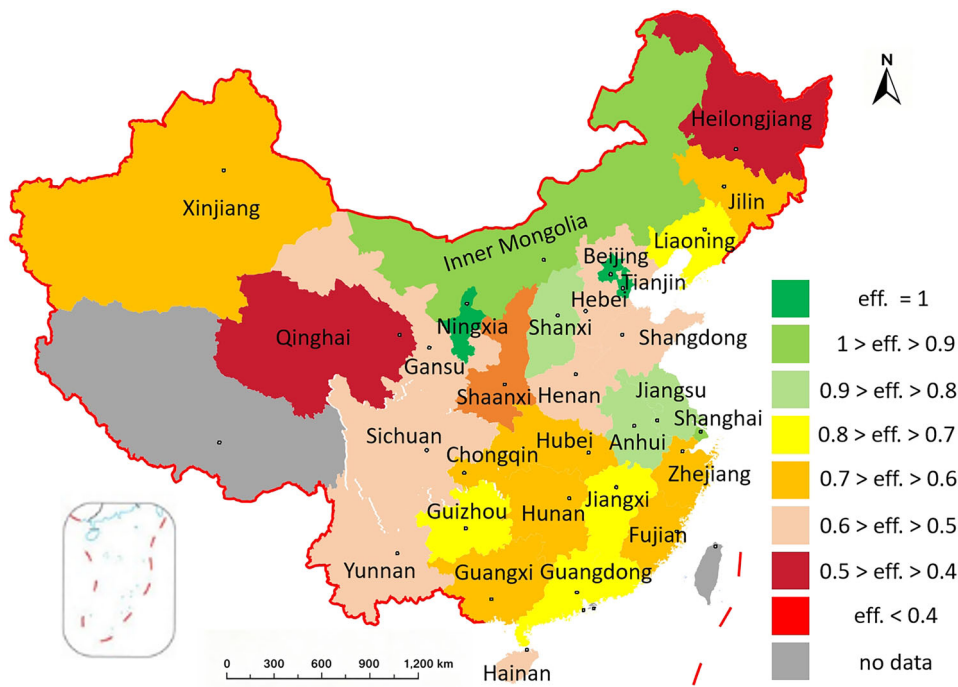 N
Heilongjiang
Jilin
Xinjiang
Liaoning
Inner Mongolia
Beijing
Tianjin
Hebei
Ningxia
Shanxi
Qinghai
Shangdong
Gansu
Shaanxi
Henan
Jiangsu
Shanghai
Sichuan
Hubei
Anhui
Chongqin
Zhejiang
Guizhou
Hunan
Jiangxi
Fujian
Yunnan
Guangxi
Guangdong
Hainan
eff. = 1
1 > eff. > 0.9
0.9 > eff. > 0.8
0.8 > eff. > 0.7
0.7 > eff. > 0.6
0.6 > eff. > 0.5
0.5 > eff. > 0.4
eff. < 0.4
no data
0 300 600 900 1,200 km